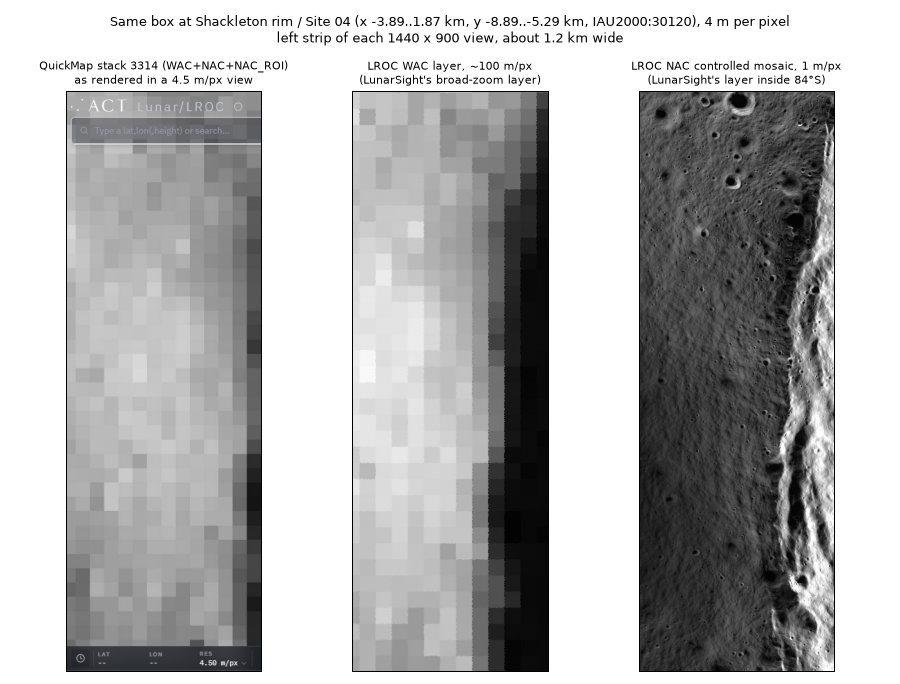 Same box at Shackleton rim / Site 04 (x -3.89..1.87 km, y -8.89..-5.29 km, IAU2000:30120), 4 m per pixel
left strip of each 1440 x 900 view, about 1.2 km wide
QuickMap stack 3314 (WAC+NAC+NAC_ROI)
as rendered in a 4.5 m/px view
LROC WAC layer, ~100 m/px
(LunarSight's broad-zoom layer)
LROC NAC controlled mosaic, 1 m/px
(LunarSight's layer inside 84°S)
ACT Lunar/LROC
Type a lat,lon(,height) or search...
LAT LON RES
-- -- 4.50 m/px